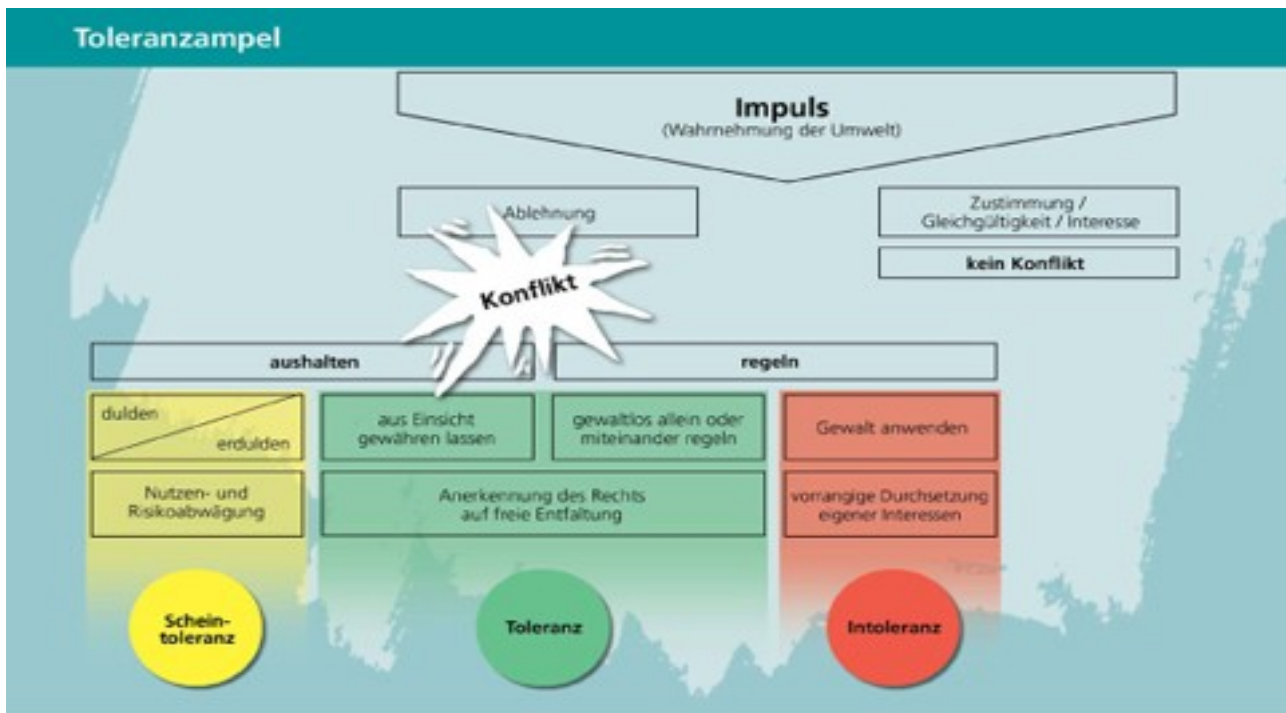 Toleranzampel
Impuls
(Wahrnehmung der Umwelt)
Ablehnung
Zustimmung /
Gleichgültigkeit / Interesse
kein Konflikt
Konflikt
aushalten
regeln
dulden
erdulden
aus Einsicht
gewähren lassen
gewaltlos allein oder
miteinander regeln
Gewalt anwenden
Nutzen- und
Risikoabwägung
Anerkennung des Rechts
auf freie Entfaltung
vorrangige Durchsetzung
eigener Interessen
Schein-
toleranz
Toleranz
Intoleranz